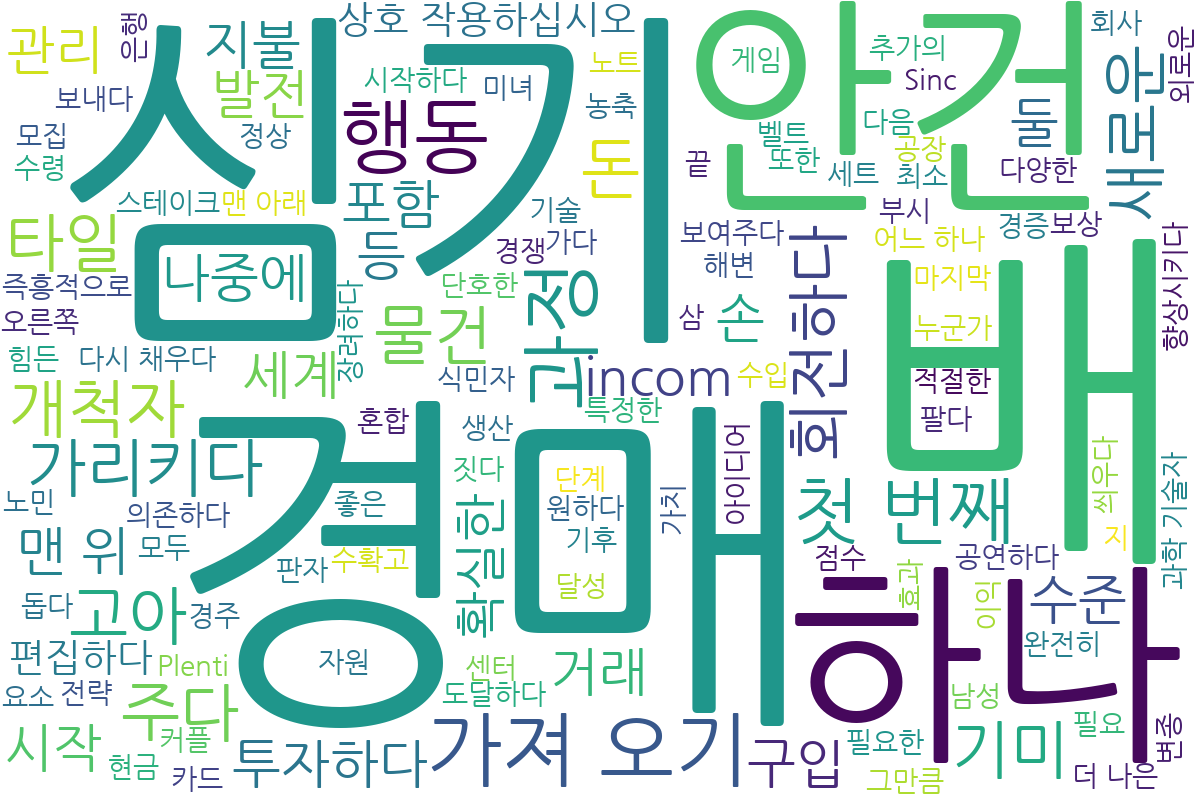 심기
안건
경매
배
하나
관리
은행
지불
상호 작용하십시오
회사
외로운
보내다
발전
시작하다
미녀
노트
게임
추가의
Sinc
새로운
모집
정상
행동
농축
벨트
다음
둘
수령
돈
끝
또한
공장
세트
최소
다양한
스테이크
맨 아래
포함
기술
부시
타일
나중에
등
경쟁
가다
보여주다
어느 하나
경증
보상
즉흥적으로
단호한
해변
마지막
향상시키다
오른쪽
장려하다
물건
과정
삼
손
회전하다
누군가
힘든
다시 채우다
세계
식민자
incom
수입
적절한
개척자
혼합
특정한
팔다
가리키다
생산
아이디어
씌우다
노민
의존하다
좋은
짓다
단계
원하다
가치
첫 번째
과학 기술자
맨 위
모두
판자
수확고
확실한
기후
점수
공연하다
지
돕다
고아
경주
달성
효과
이익
수준
편집하다
Plenti
자원
센터
거래
완전히
요소
전략
주다
도달하다
남성
필요
변종
시작
현금
커플
카드
투자하다
가져 오기
구입
필요한
그만큼
기미
더 나은